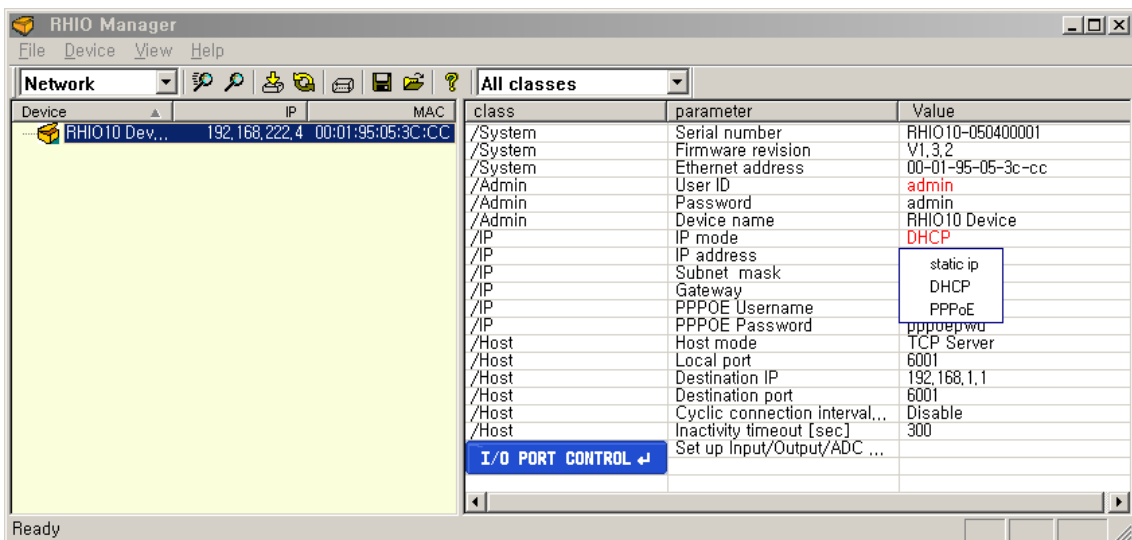 RHIO Manager
File Device View Help
Network All classes
Device IP MAC
RHIO10 Dev... 192.168.222.4 00:01:95:05:3C:CC
class parameter Value
/System Serial number RHIO10-050400001
/System Firmware revision V1.3.2
/System Ethernet address 00-01-95-05-3c-cc
/Admin User ID admin
/Admin Password admin
/Admin Device name RHIO10 Device
/IP IP mode DHCP
/IP IP address
/IP Subnet mask
/IP Gateway
/IP PPPOE Username
/IP PPPOE Password pppoepwd
static ip
DHCP
PPPoE
/Host Host mode TCP Server
/Host Local port 6001
/Host Destination IP 192.168.1.1
/Host Destination port 6001
/Host Cyclic connection interval... Disable
/Host Inactivity timeout [sec] 300
I/O PORT CONTROL ↵ Set up Input/Output/ADC ...
Ready